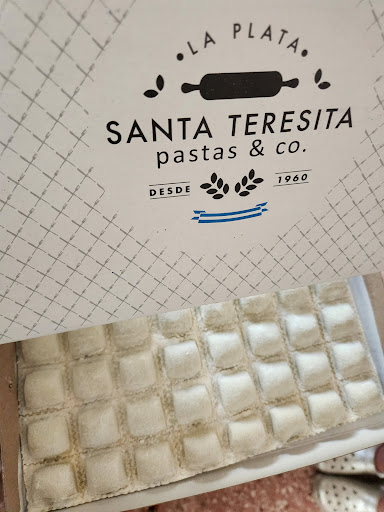 LA PLATA
SANTA TERESITA
pastas & co.
DESDE 1960